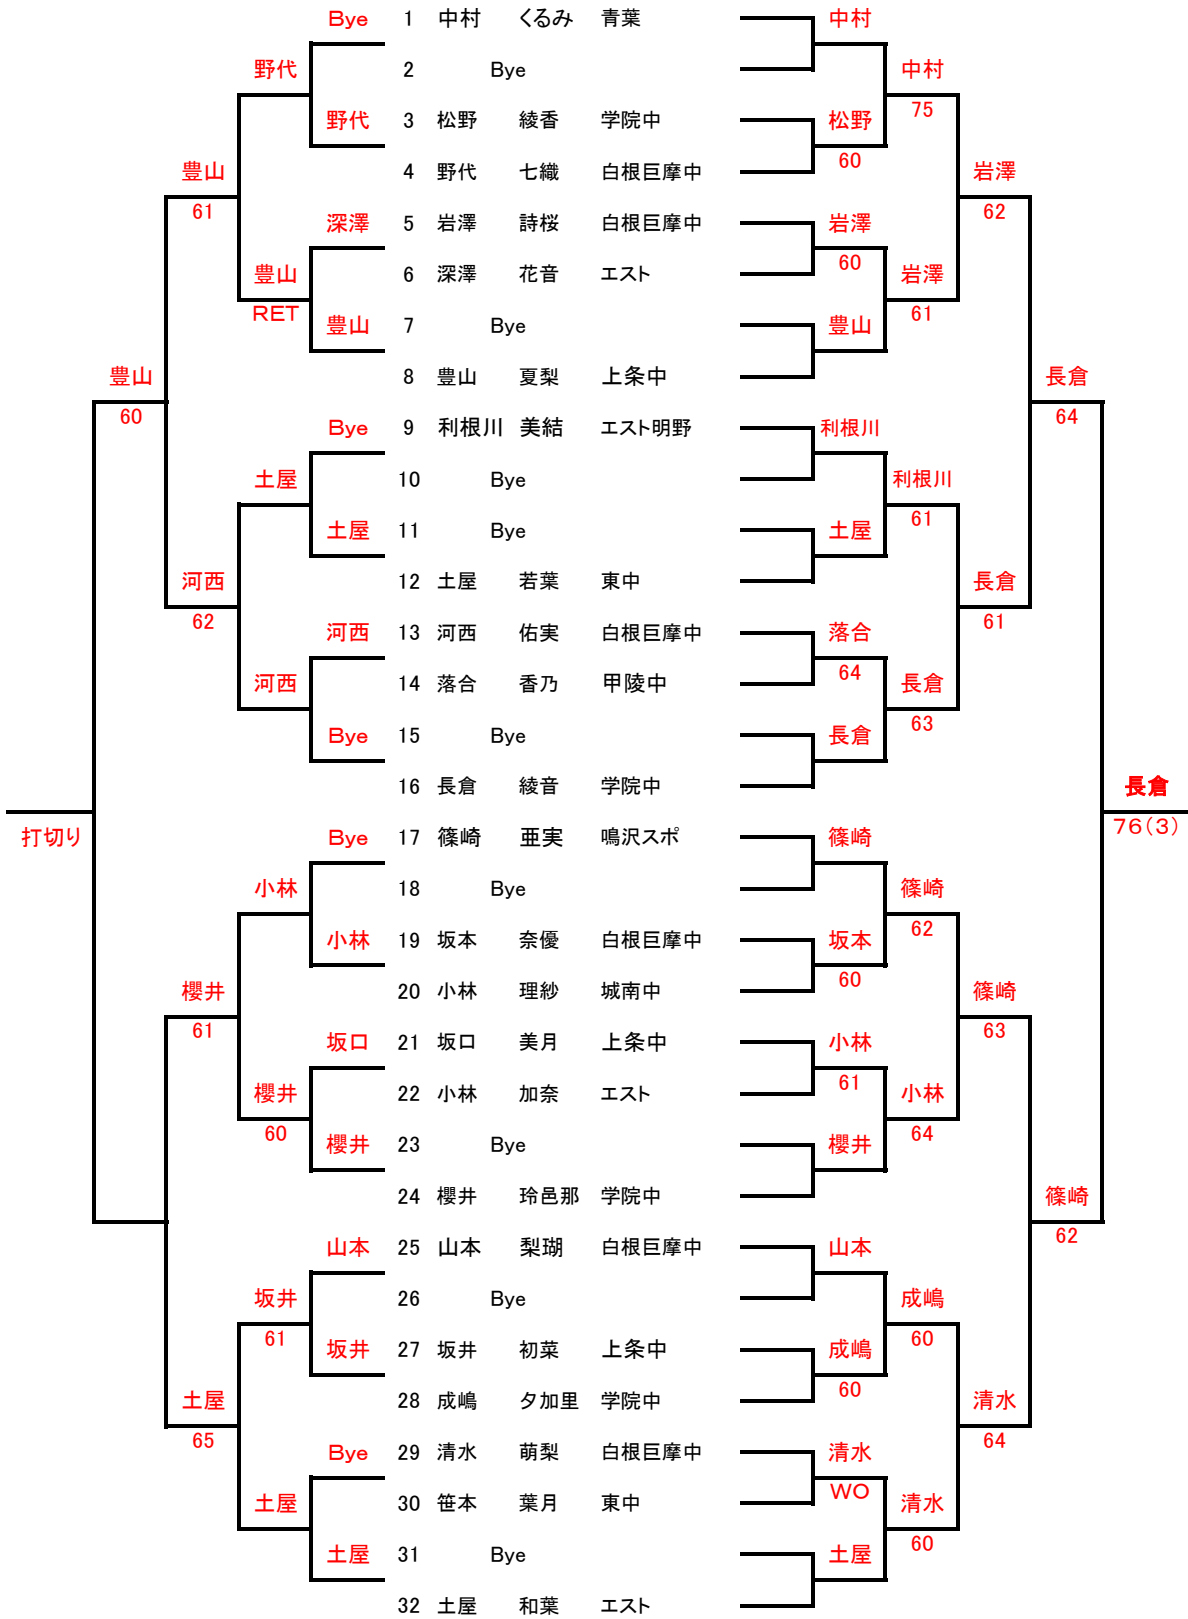 Bye 1 中村 くるみ 青葉 中村
野代 2 Bye 中村
75
野代 3 松野 綾香 学院中 松野
60
豊山 4 野代 七織 白根巨摩中 岩澤
61 62
深澤 5 岩澤 詩桜 白根巨摩中 岩澤
60
豊山 6 深澤 花音 エスト 岩澤
RET 61
豊山 7 Bye 豊山
豊山 8 豊山 夏梨 上条中 長倉
60 64
Bye 9 利根川 美結 エスト明野 利根川
土屋 10 Bye 利根川
61
土屋 11 Bye 土屋
河西 12 土屋 若葉 東中 長倉
62 61
河西 13 河西 佑実 白根巨摩中 落合
64
河西 14 落合 香乃 甲陵中 長倉
63
Bye 15 Bye 長倉
16 長倉 綾音 学院中 長倉
打切り 76(3)
Bye 17 篠崎 亜実 鳴沢スポ 篠崎
小林 18 Bye 篠崎
62
小林 19 坂本 奈優 白根巨摩中 坂本
60
櫻井 20 小林 理紗 城南中 篠崎
61 63
坂口 21 坂口 美月 上条中 小林
61
櫻井 22 小林 加奈 エスト 小林
60 64
櫻井 23 Bye 櫻井
24 櫻井 玲邑那 学院中 篠崎
62
山本 25 山本 梨瑚 白根巨摩中 山本
坂井 26 Bye 成嶋
61 60
坂井 27 坂井 初菜 上条中 成嶋
60
土屋 28 成嶋 夕加里 学院中 清水
65 64
Bye 29 清水 萌梨 白根巨摩中 清水
WO
土屋 30 笹本 葉月 東中 清水
60
土屋 31 Bye 土屋
32 土屋 和葉 エスト